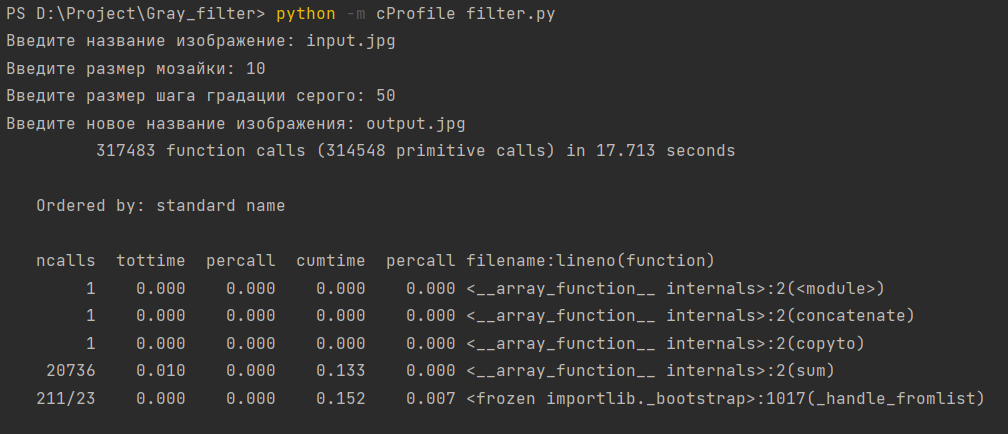 PS D:\Project\Gray_filter> python -m cProfile filter.py
Введите название изображение: input.jpg
Введите размер мозайки: 10
Введите размер шага градации серого: 50
Введите новое название изображения: output.jpg
317483 function calls (314548 primitive calls) in 17.713 seconds
Ordered by: standard name
ncalls tottime percall cumtime percall filename:lineno(function)
1 0.000 0.000 0.000 0.000 <__array_function__ internals>:2(<module>)
1 0.000 0.000 0.000 0.000 <__array_function__ internals>:2(concatenate)
1 0.000 0.000 0.000 0.000 <__array_function__ internals>:2(copyto)
20736 0.010 0.000 0.133 0.000 <__array_function__ internals>:2(sum)
211/23 0.000 0.000 0.152 0.007 <frozen importlib._bootstrap>:1017(_handle_fromlist)